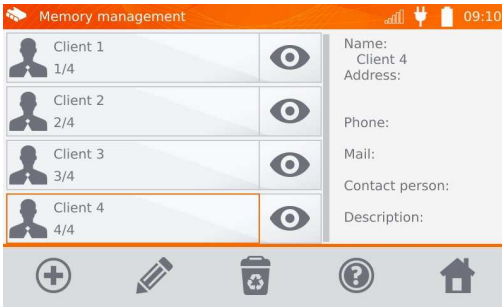 Memory management
09:10
Client 1
1/4
Client 2
2/4
Client 3
3/4
Client 4
4/4
Name:
Client 4
Address:
Phone:
Mail:
Contact person:
Description: